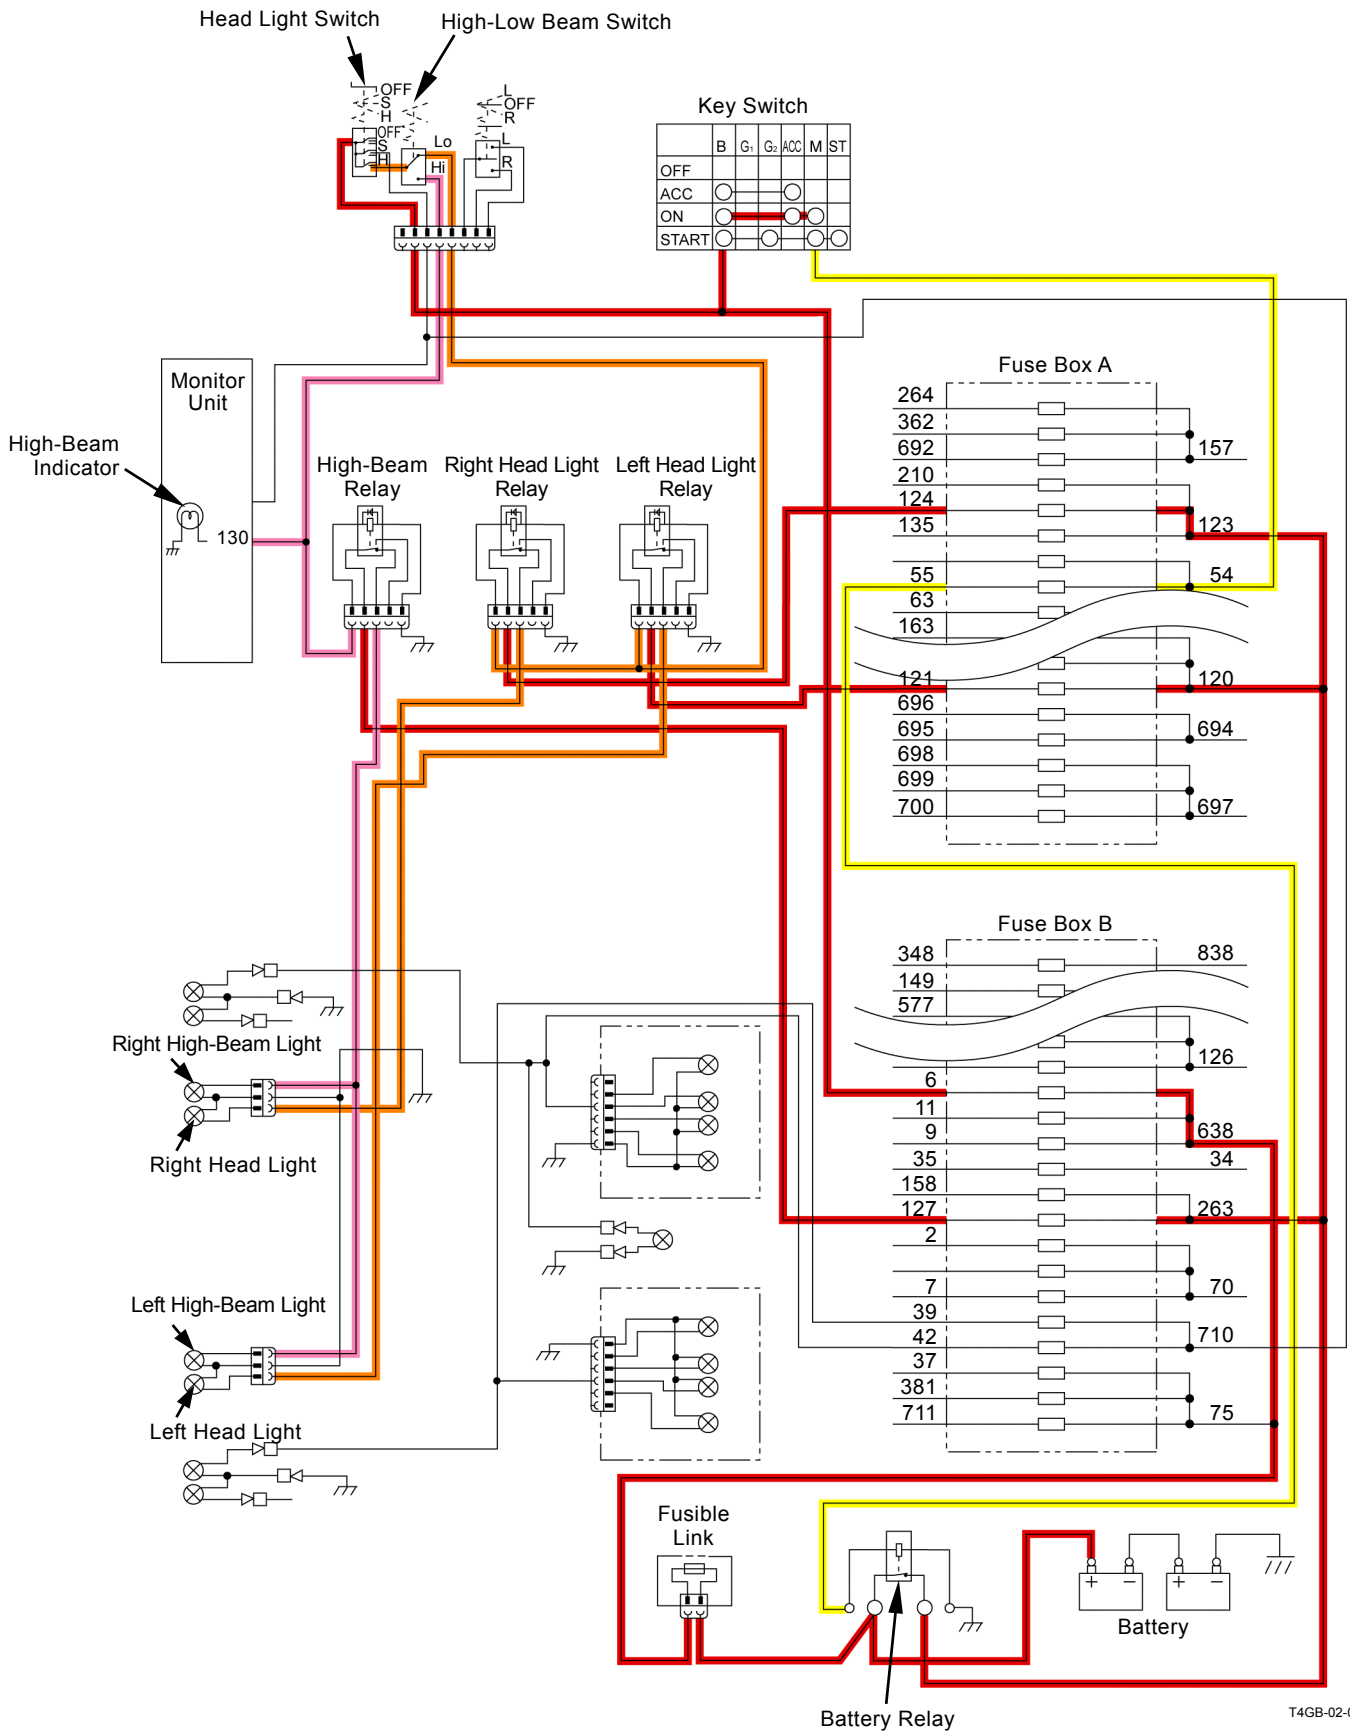 Head Light Switch
High-Low Beam Switch
OFF
S
H
OFF
S
H
Lo
Hi
L
OFF
R
L
R
Key Switch
B G1 G2 ACC M ST
OFF
ACC
ON
START
Monitor
Unit
High-Beam
Indicator
130
High-Beam
Relay
Right Head Light
Relay
Left Head Light
Relay
Fuse Box A
264
362
692
157
210
124
135
123
55
54
63
163
121
120
696
695
694
698
699
700
697
Fuse Box B
348
838
149
577
126
6
11
9
638
35
34
158
127
263
2
7
70
39
42
710
37
381
711
75
Right High-Beam Light
Right Head Light
Left High-Beam Light
Left Head Light
Fusible
Link
+ − + −
Battery
Battery Relay